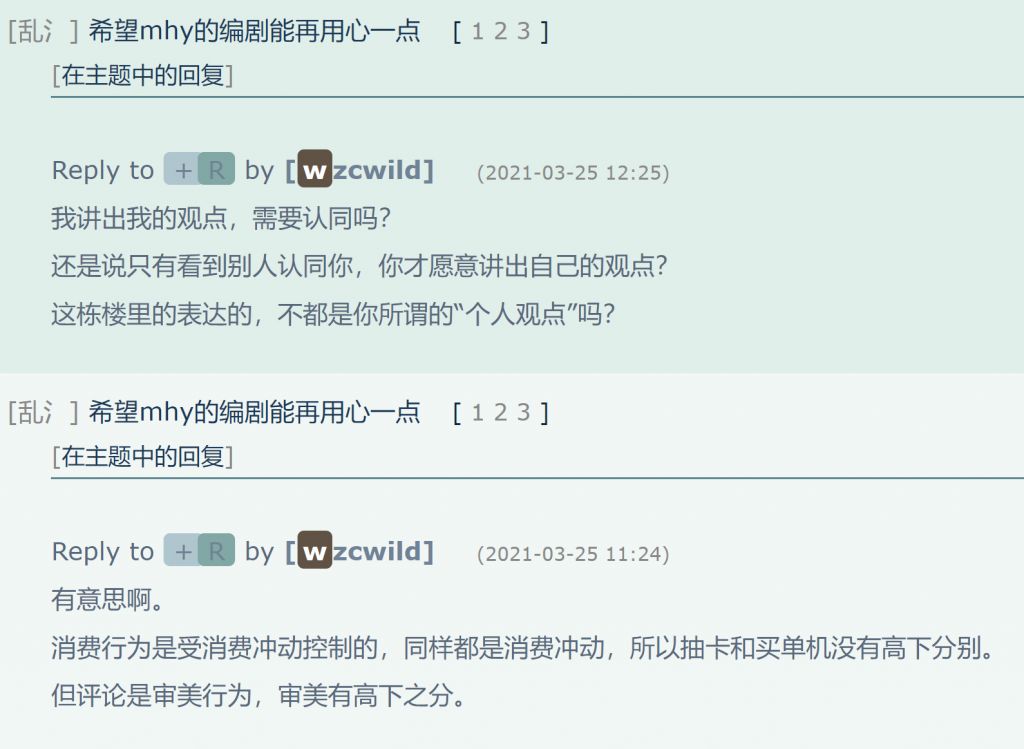 [乱氵 ] 希望mhy的编剧能再用心一点 [ 1 2 3 ]
[在主题中的回复]
Reply to + R by [wzcwild] (2021-03-25 12:25)
我讲出我的观点，需要认同吗？
还是说只有看到别人认同你，你才愿意讲出自己的观点？
这栋楼里的表达的，不都是你所谓的“个人观点”吗？
[乱氵 ] 希望mhy的编剧能再用心一点 [ 1 2 3 ]
[在主题中的回复]
Reply to + R by [wzcwild] (2021-03-25 11:24)
有意思啊。
消费行为是受消费冲动控制的，同样都是消费冲动，所以抽卡和买单机没有高下分别。
但评论是审美行为，审美有高下之分。